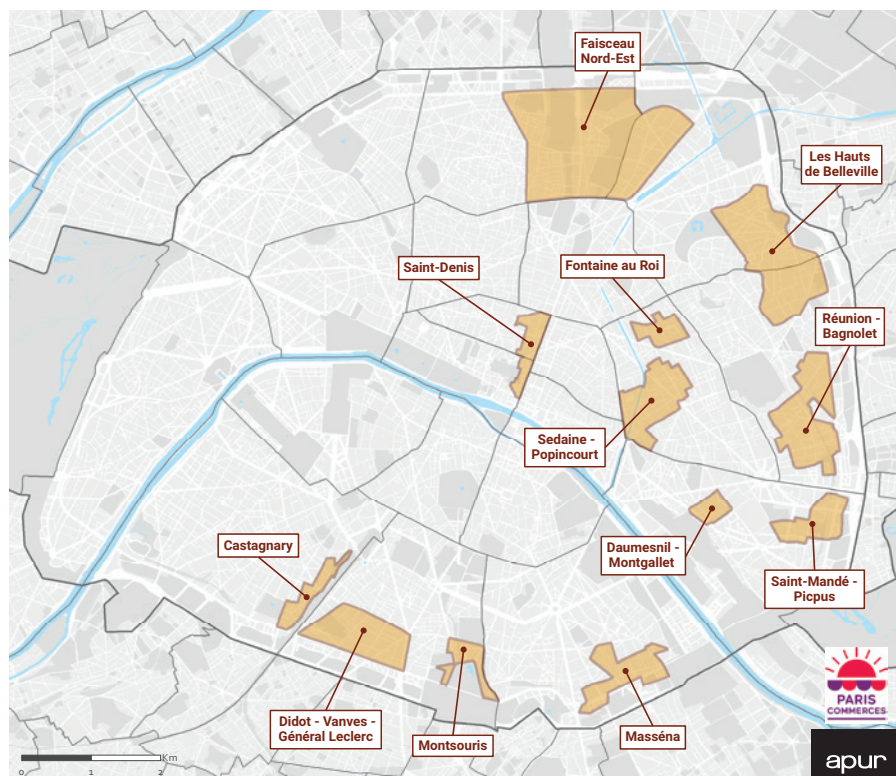 Faisceau
Nord-Est
Les Hauts
de Belleville
Saint-Denis
Fontaine au Roi
Réunion -
Bagnolet
Sedaine -
Popincourt
Castagnary
Daumesnil -
Montgallet
Saint-Mandé -
Picpus
Didot - Vanves -
Général Leclerc
Montsouris
Masséna
PARIS
COMMERCES
apur
Km
0 1 2